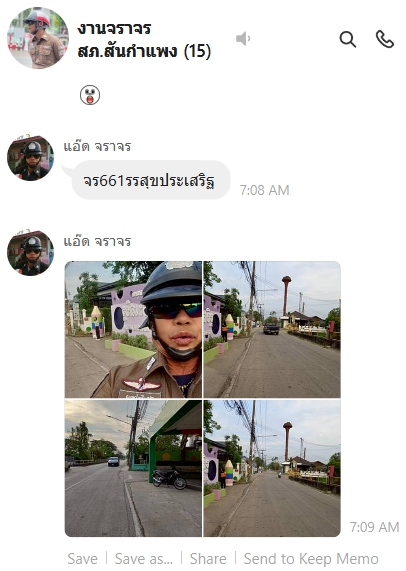 งานจราจร
สภ.สันกำแพง (15)
แอ๊ด จราจร
จร661รรสุขประเสริฐ
7:08 AM
แอ๊ด จราจร
7:09 AM
Save
Save as...
Share
Send to Keep Memo